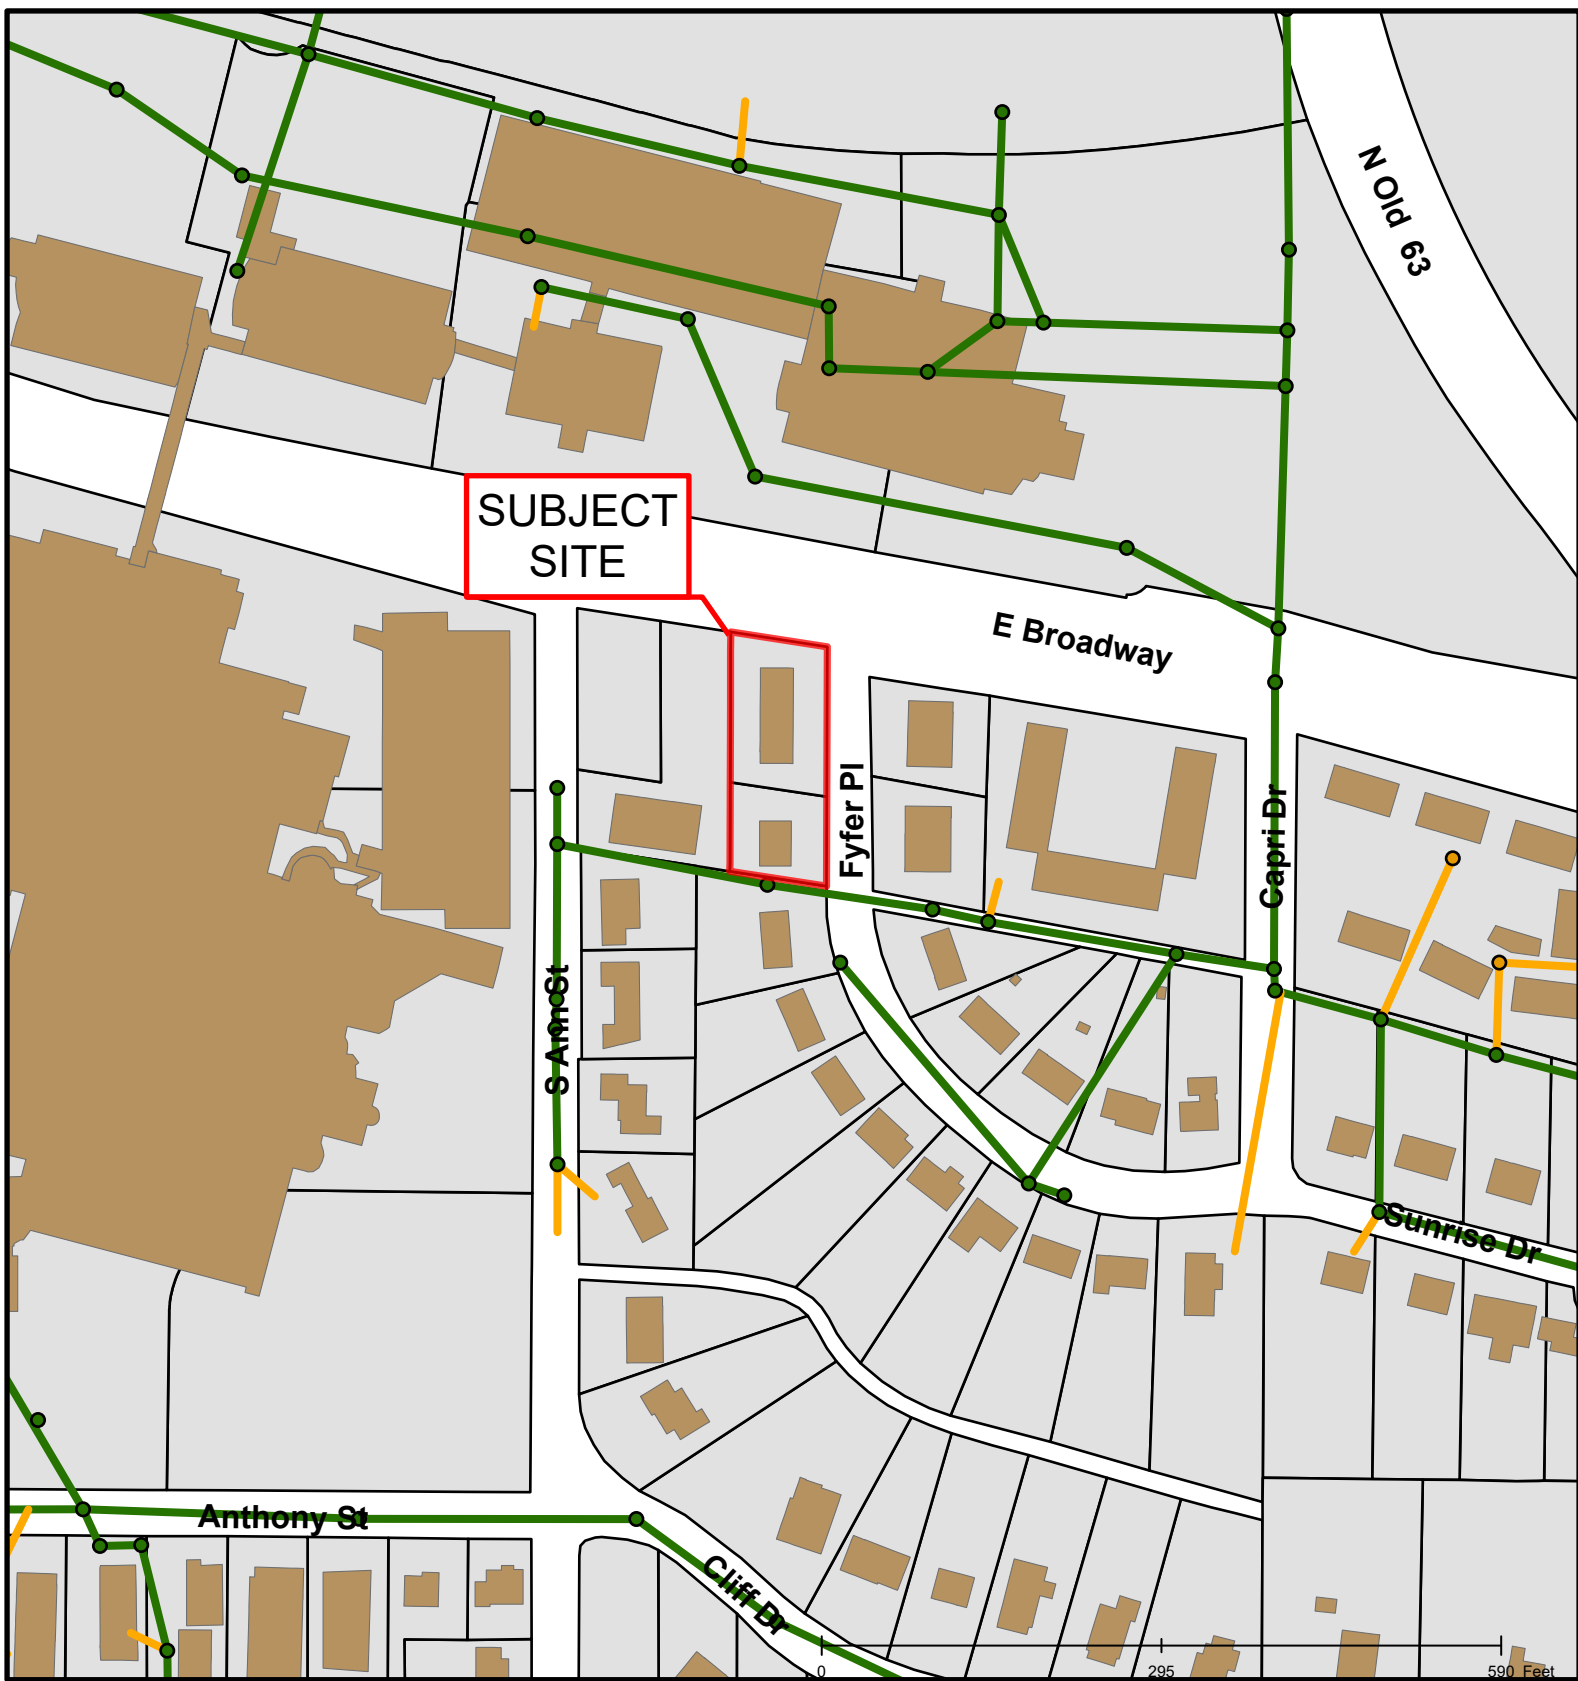 N Old 63
SUBJECT
SITE
E Broadway
Fyfer Pl
Capri Dr
S Ann St
Sunrise Dr
Anthony St
Cliff Dr
0 295 590 Feet